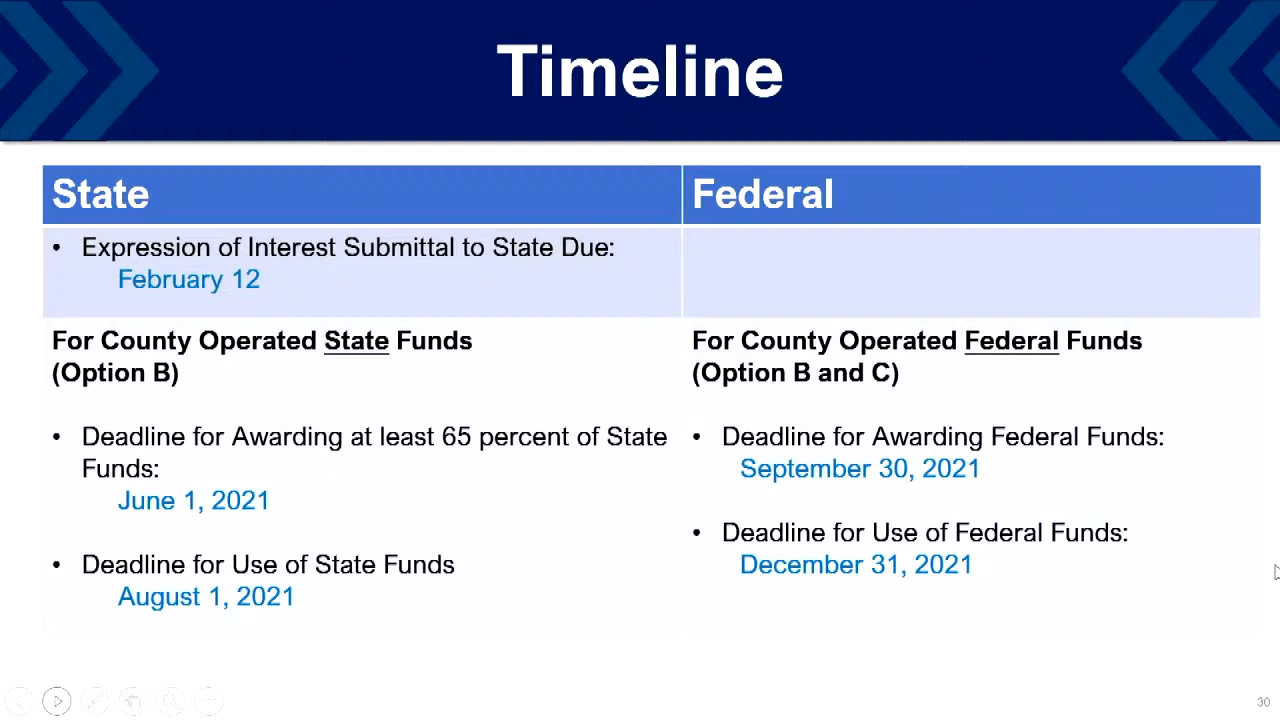 Timeline
State
Federal
• Expression of Interest Submittal to State Due:
February 12
For County Operated State Funds
(Option B)
• Deadline for Awarding at least 65 percent of State
Funds:
June 1, 2021
• Deadline for Use of State Funds
August 1, 2021
For County Operated Federal Funds
(Option B and C)
• Deadline for Awarding Federal Funds:
September 30, 2021
• Deadline for Use of Federal Funds:
December 31, 2021
30